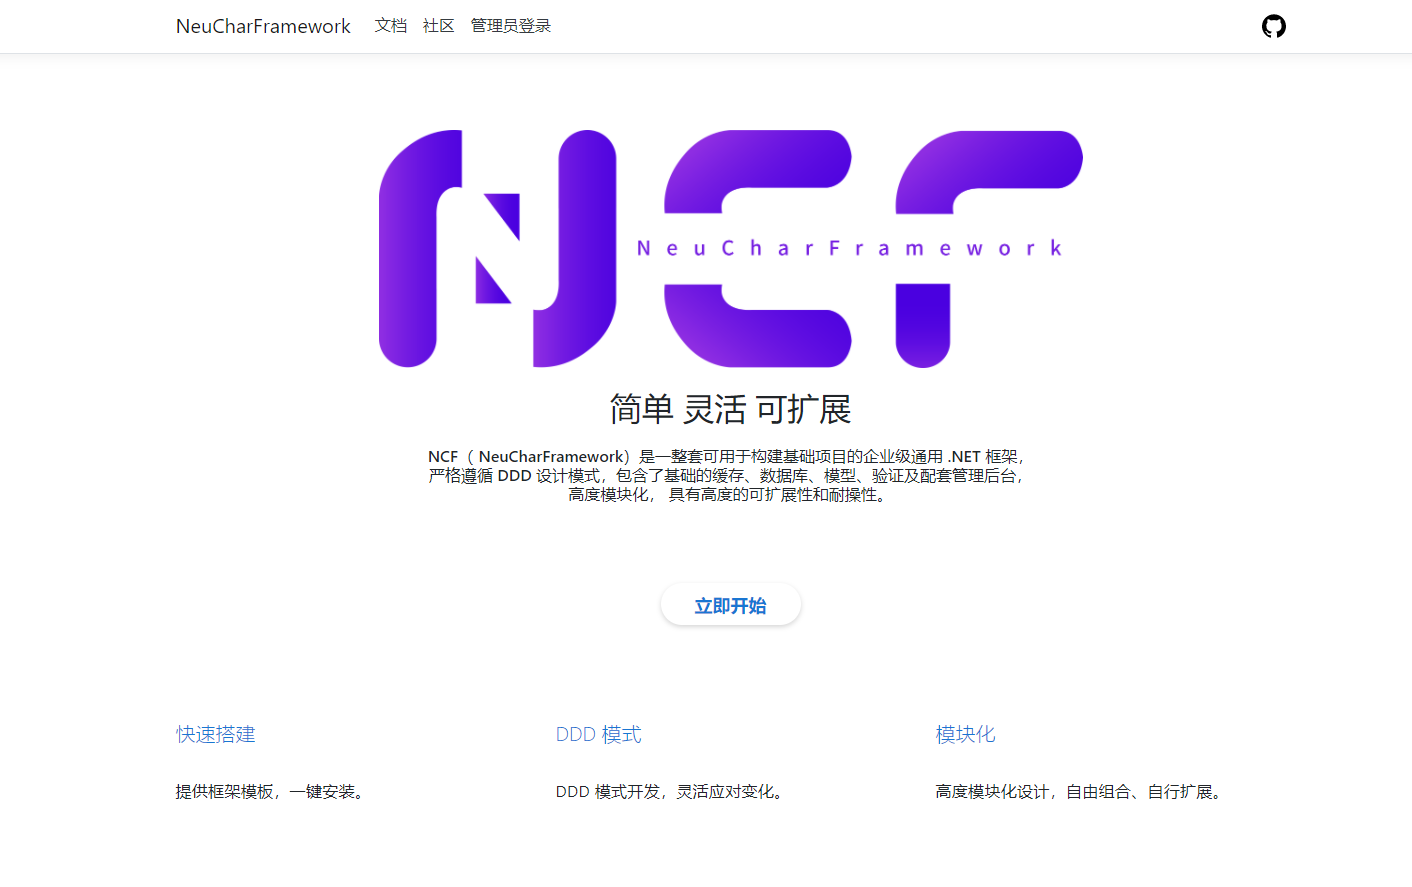 NeuCharFramework 文档 社区 管理员登录
NCF
NeuCharFramework
简单 灵活 可扩展
NCF（ NeuCharFramework）是一整套可用于构建基础项目的企业级通用 .NET 框架，
严格遵循 DDD 设计模式，包含了基础的缓存、数据库、模型、验证及配套管理后台，
高度模块化， 具有高度的可扩展性和耐操性。
立即开始
快速搭建
提供框架模板，一键安装。
DDD 模式
DDD 模式开发，灵活应对变化。
模块化
高度模块化设计，自由组合、自行扩展。